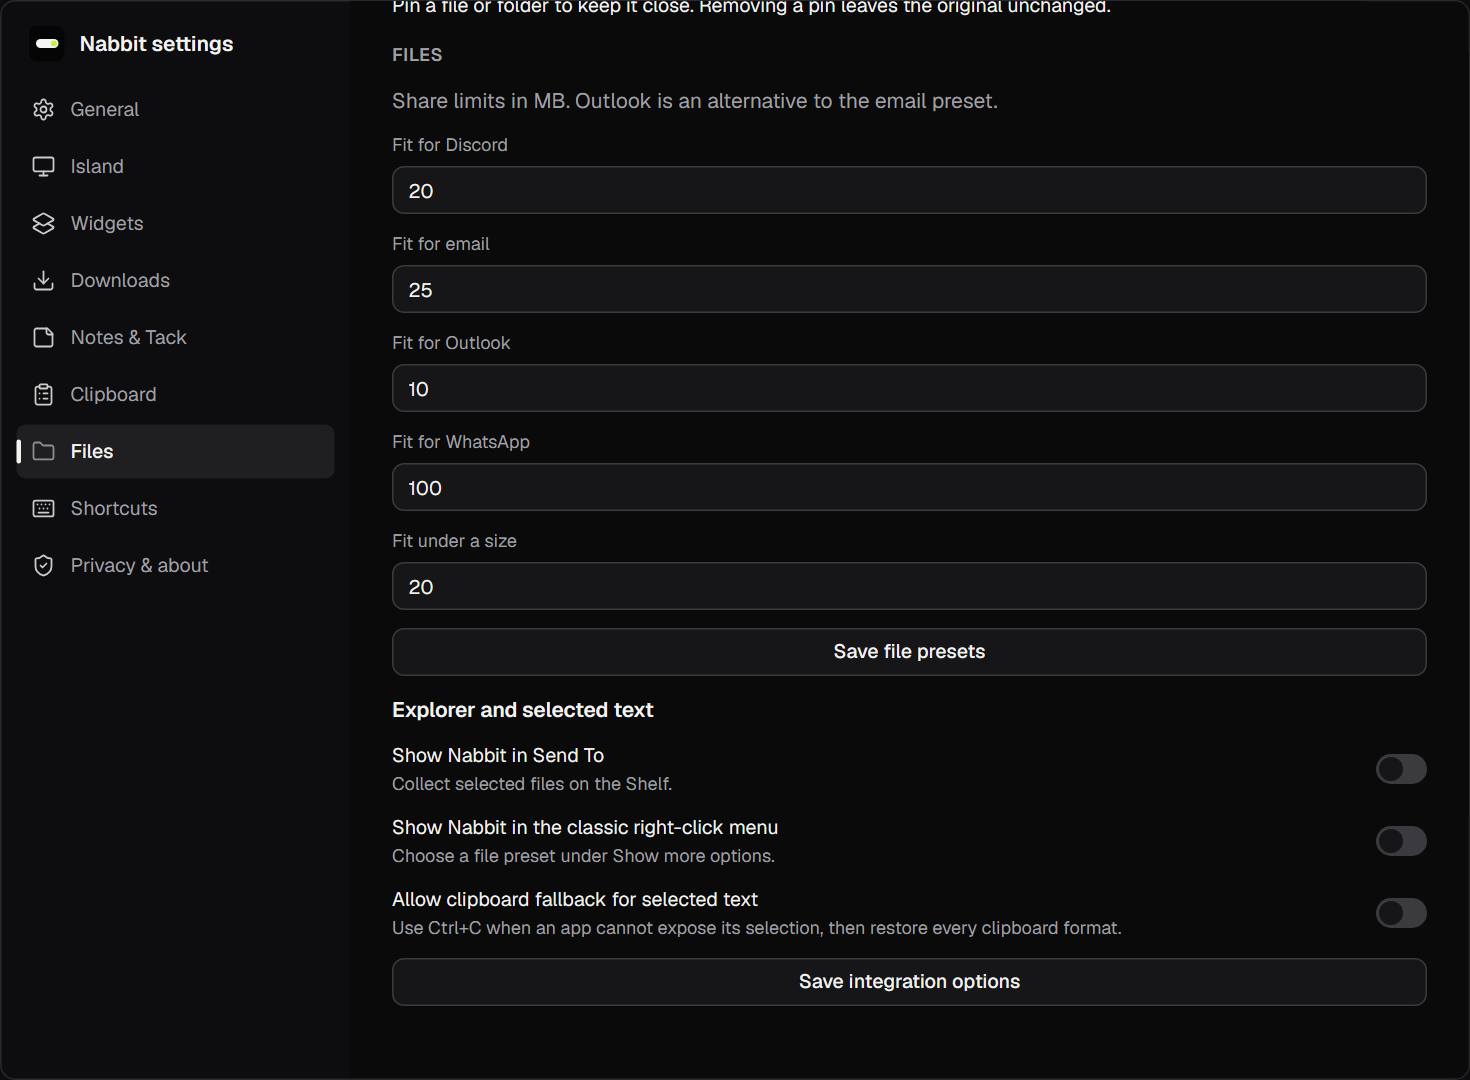 Pin a file or folder to keep it close. Removing a pin leaves the original unchanged.
Nabbit settings
General
Island
Widgets
Downloads
Notes & Tack
Clipboard
Files
Shortcuts
Privacy & about
FILES
Share limits in MB. Outlook is an alternative to the email preset.
Fit for Discord
20
Fit for email
25
Fit for Outlook
10
Fit for WhatsApp
100
Fit under a size
20
Save file presets
Explorer and selected text
Show Nabbit in Send To
Collect selected files on the Shelf.
Show Nabbit in the classic right-click menu
Choose a file preset under Show more options.
Allow clipboard fallback for selected text
Use Ctrl+C when an app cannot expose its selection, then restore every clipboard format.
Save integration options